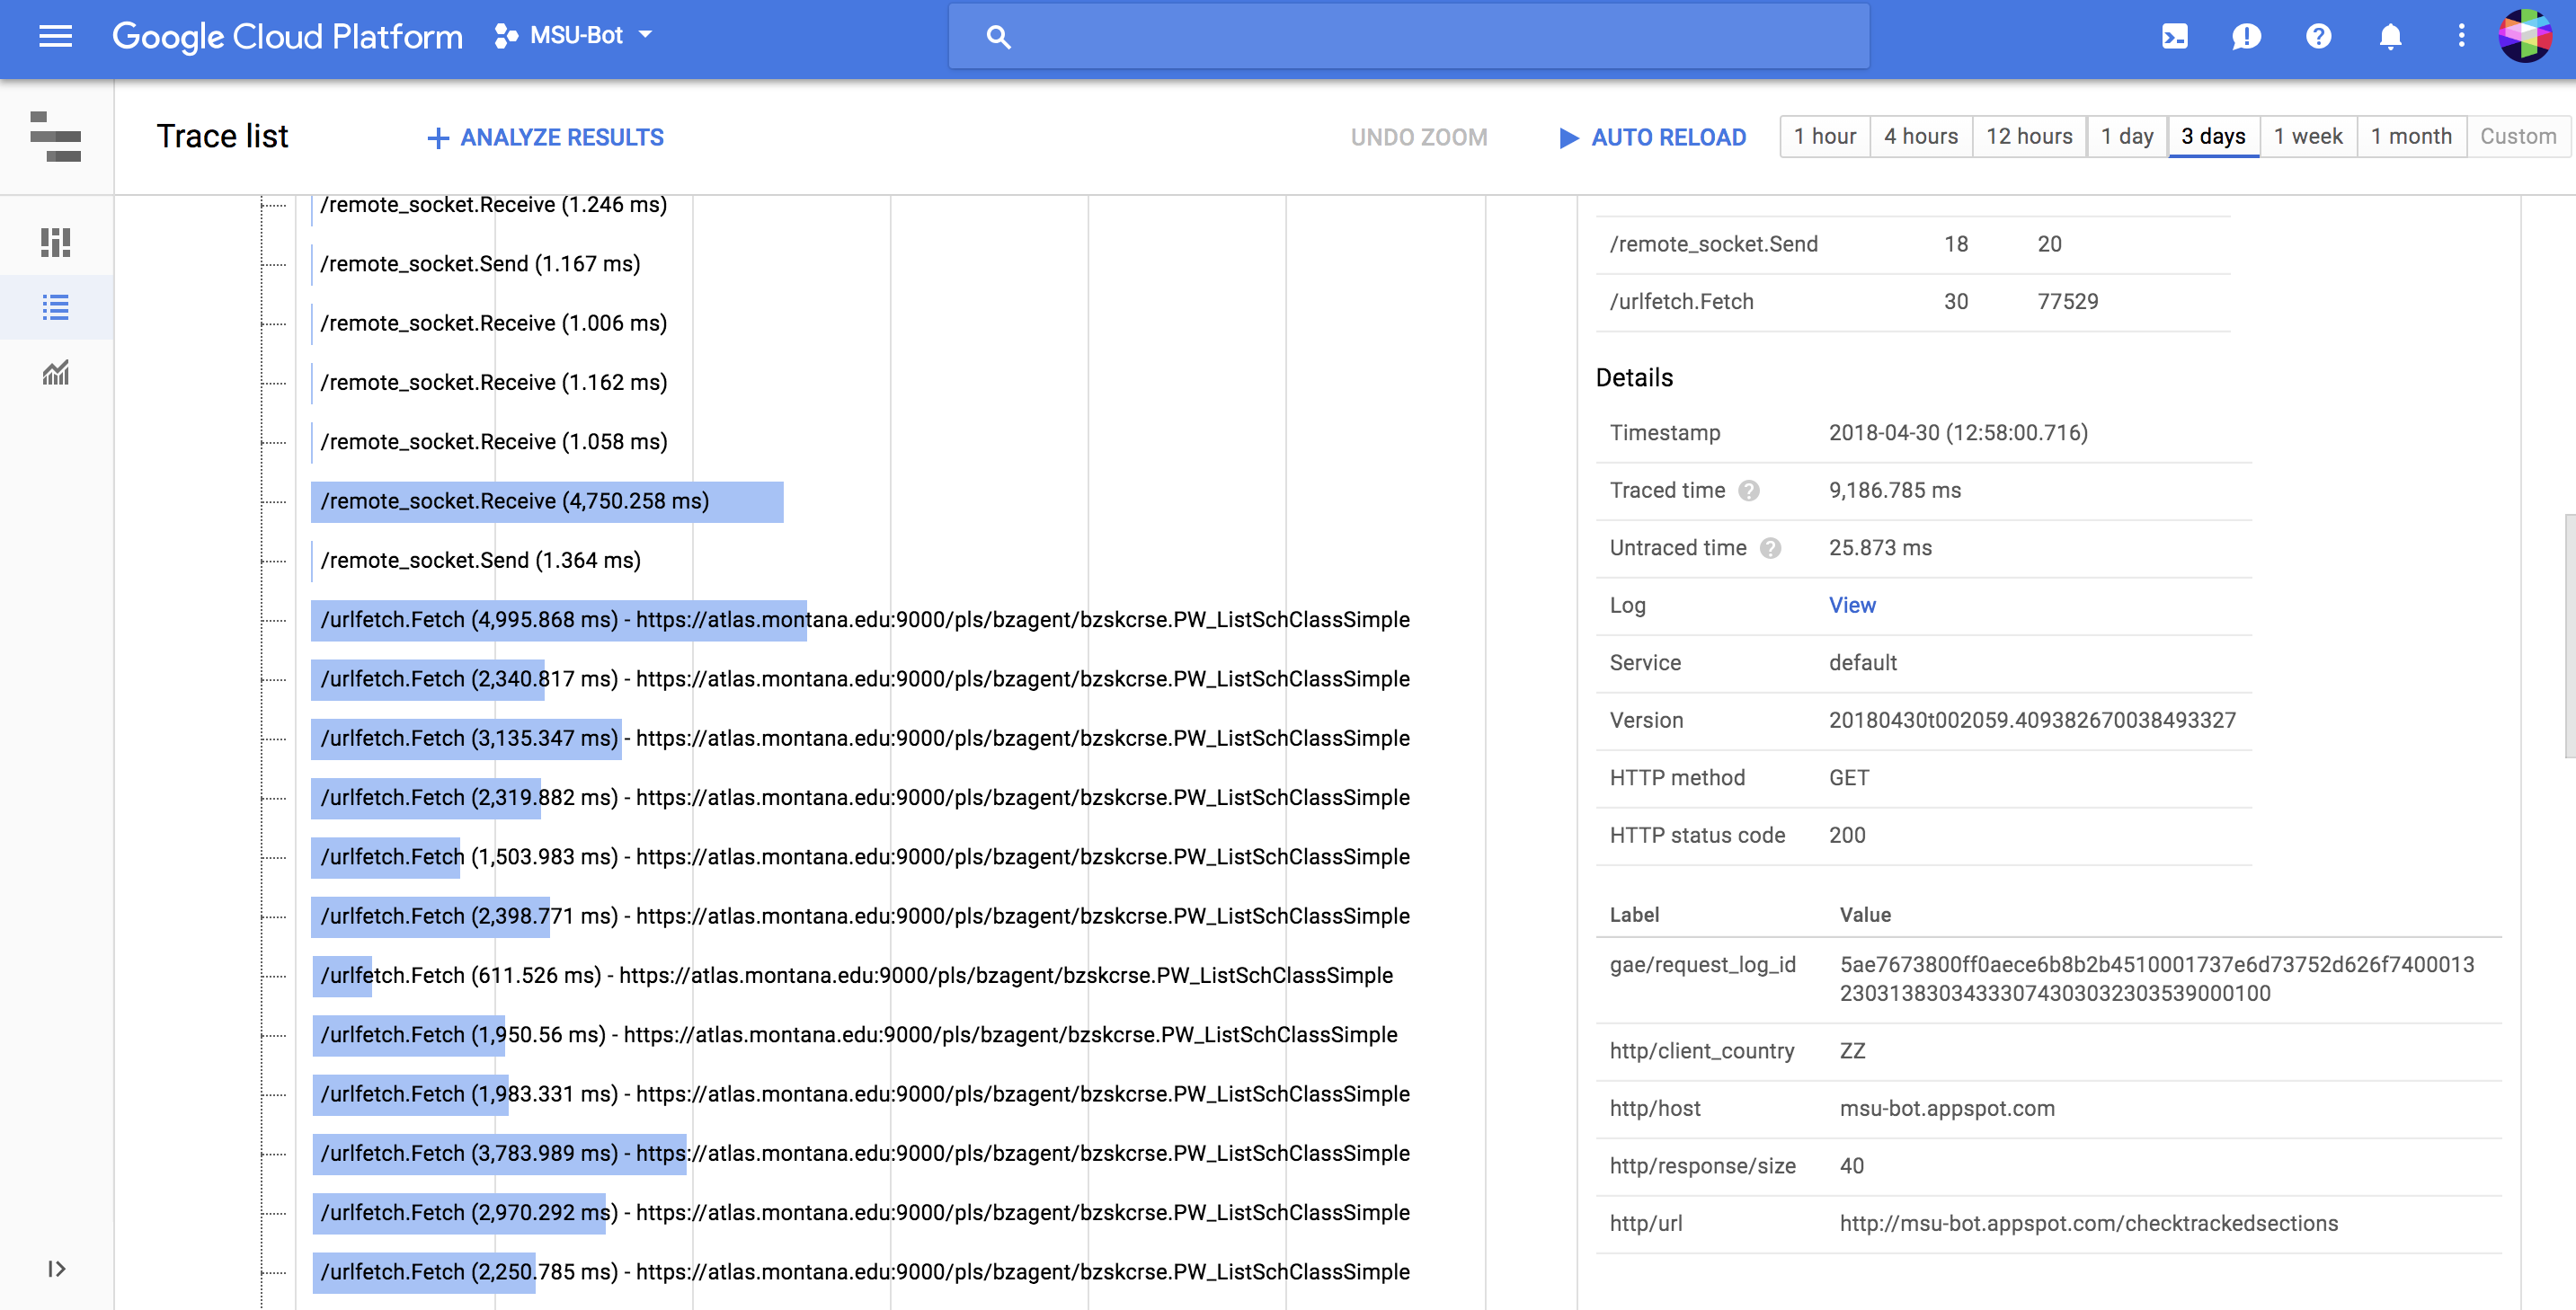 Google Cloud Platform MSU-Bot
Trace list
ANALYZE RESULTS
UNDO ZOOM
AUTO RELOAD
1 hour
4 hours
12 hours
1 day
3 days
1 week
1 month
Custom
/remote_socket.Receive (1.246 ms)
/remote_socket.Send (1.167 ms)
/remote_socket.Receive (1.006 ms)
/remote_socket.Receive (1.162 ms)
/remote_socket.Receive (1.058 ms)
/remote_socket.Receive (4,750.258 ms)
/remote_socket.Send (1.364 ms)
/urlfetch.Fetch (4,995.868 ms) - https://atlas.montana.edu:9000/pls/bzagent/bzskcrse.PW_ListSchClassSimple
/urlfetch.Fetch (2,340.817 ms) - https://atlas.montana.edu:9000/pls/bzagent/bzskcrse.PW_ListSchClassSimple
/urlfetch.Fetch (3,135.347 ms) - https://atlas.montana.edu:9000/pls/bzagent/bzskcrse.PW_ListSchClassSimple
/urlfetch.Fetch (2,319.882 ms) - https://atlas.montana.edu:9000/pls/bzagent/bzskcrse.PW_ListSchClassSimple
/urlfetch.Fetch (1,503.983 ms) - https://atlas.montana.edu:9000/pls/bzagent/bzskcrse.PW_ListSchClassSimple
/urlfetch.Fetch (2,398.771 ms) - https://atlas.montana.edu:9000/pls/bzagent/bzskcrse.PW_ListSchClassSimple
/urlfetch.Fetch (611.526 ms) - https://atlas.montana.edu:9000/pls/bzagent/bzskcrse.PW_ListSchClassSimple
/urlfetch.Fetch (1,950.56 ms) - https://atlas.montana.edu:9000/pls/bzagent/bzskcrse.PW_ListSchClassSimple
/urlfetch.Fetch (1,983.331 ms) - https://atlas.montana.edu:9000/pls/bzagent/bzskcrse.PW_ListSchClassSimple
/urlfetch.Fetch (3,783.989 ms) - https://atlas.montana.edu:9000/pls/bzagent/bzskcrse.PW_ListSchClassSimple
/urlfetch.Fetch (2,970.292 ms) - https://atlas.montana.edu:9000/pls/bzagent/bzskcrse.PW_ListSchClassSimple
/urlfetch.Fetch (2,250.785 ms) - https://atlas.montana.edu:9000/pls/bzagent/bzskcrse.PW_ListSchClassSimple
/remote_socket.Send 18 20
/urlfetch.Fetch 30 77529
Details
Timestamp 2018-04-30 (12:58:00.716)
Traced time ? 9,186.785 ms
Untraced time ? 25.873 ms
Log View
Service default
Version 20180430t002059.409382670038493327
HTTP method GET
HTTP status code 200
Label Value
gae/request_log_id 5ae7673800ff0aece6b8b2b4510001737e6d73752d626f7400013
2303138303433307430303230353​9000100
http/client_country ZZ
http/host msu-bot.appspot.com
http/response/size 40
http/url http://msu-bot.appspot.com/checktrackedsections